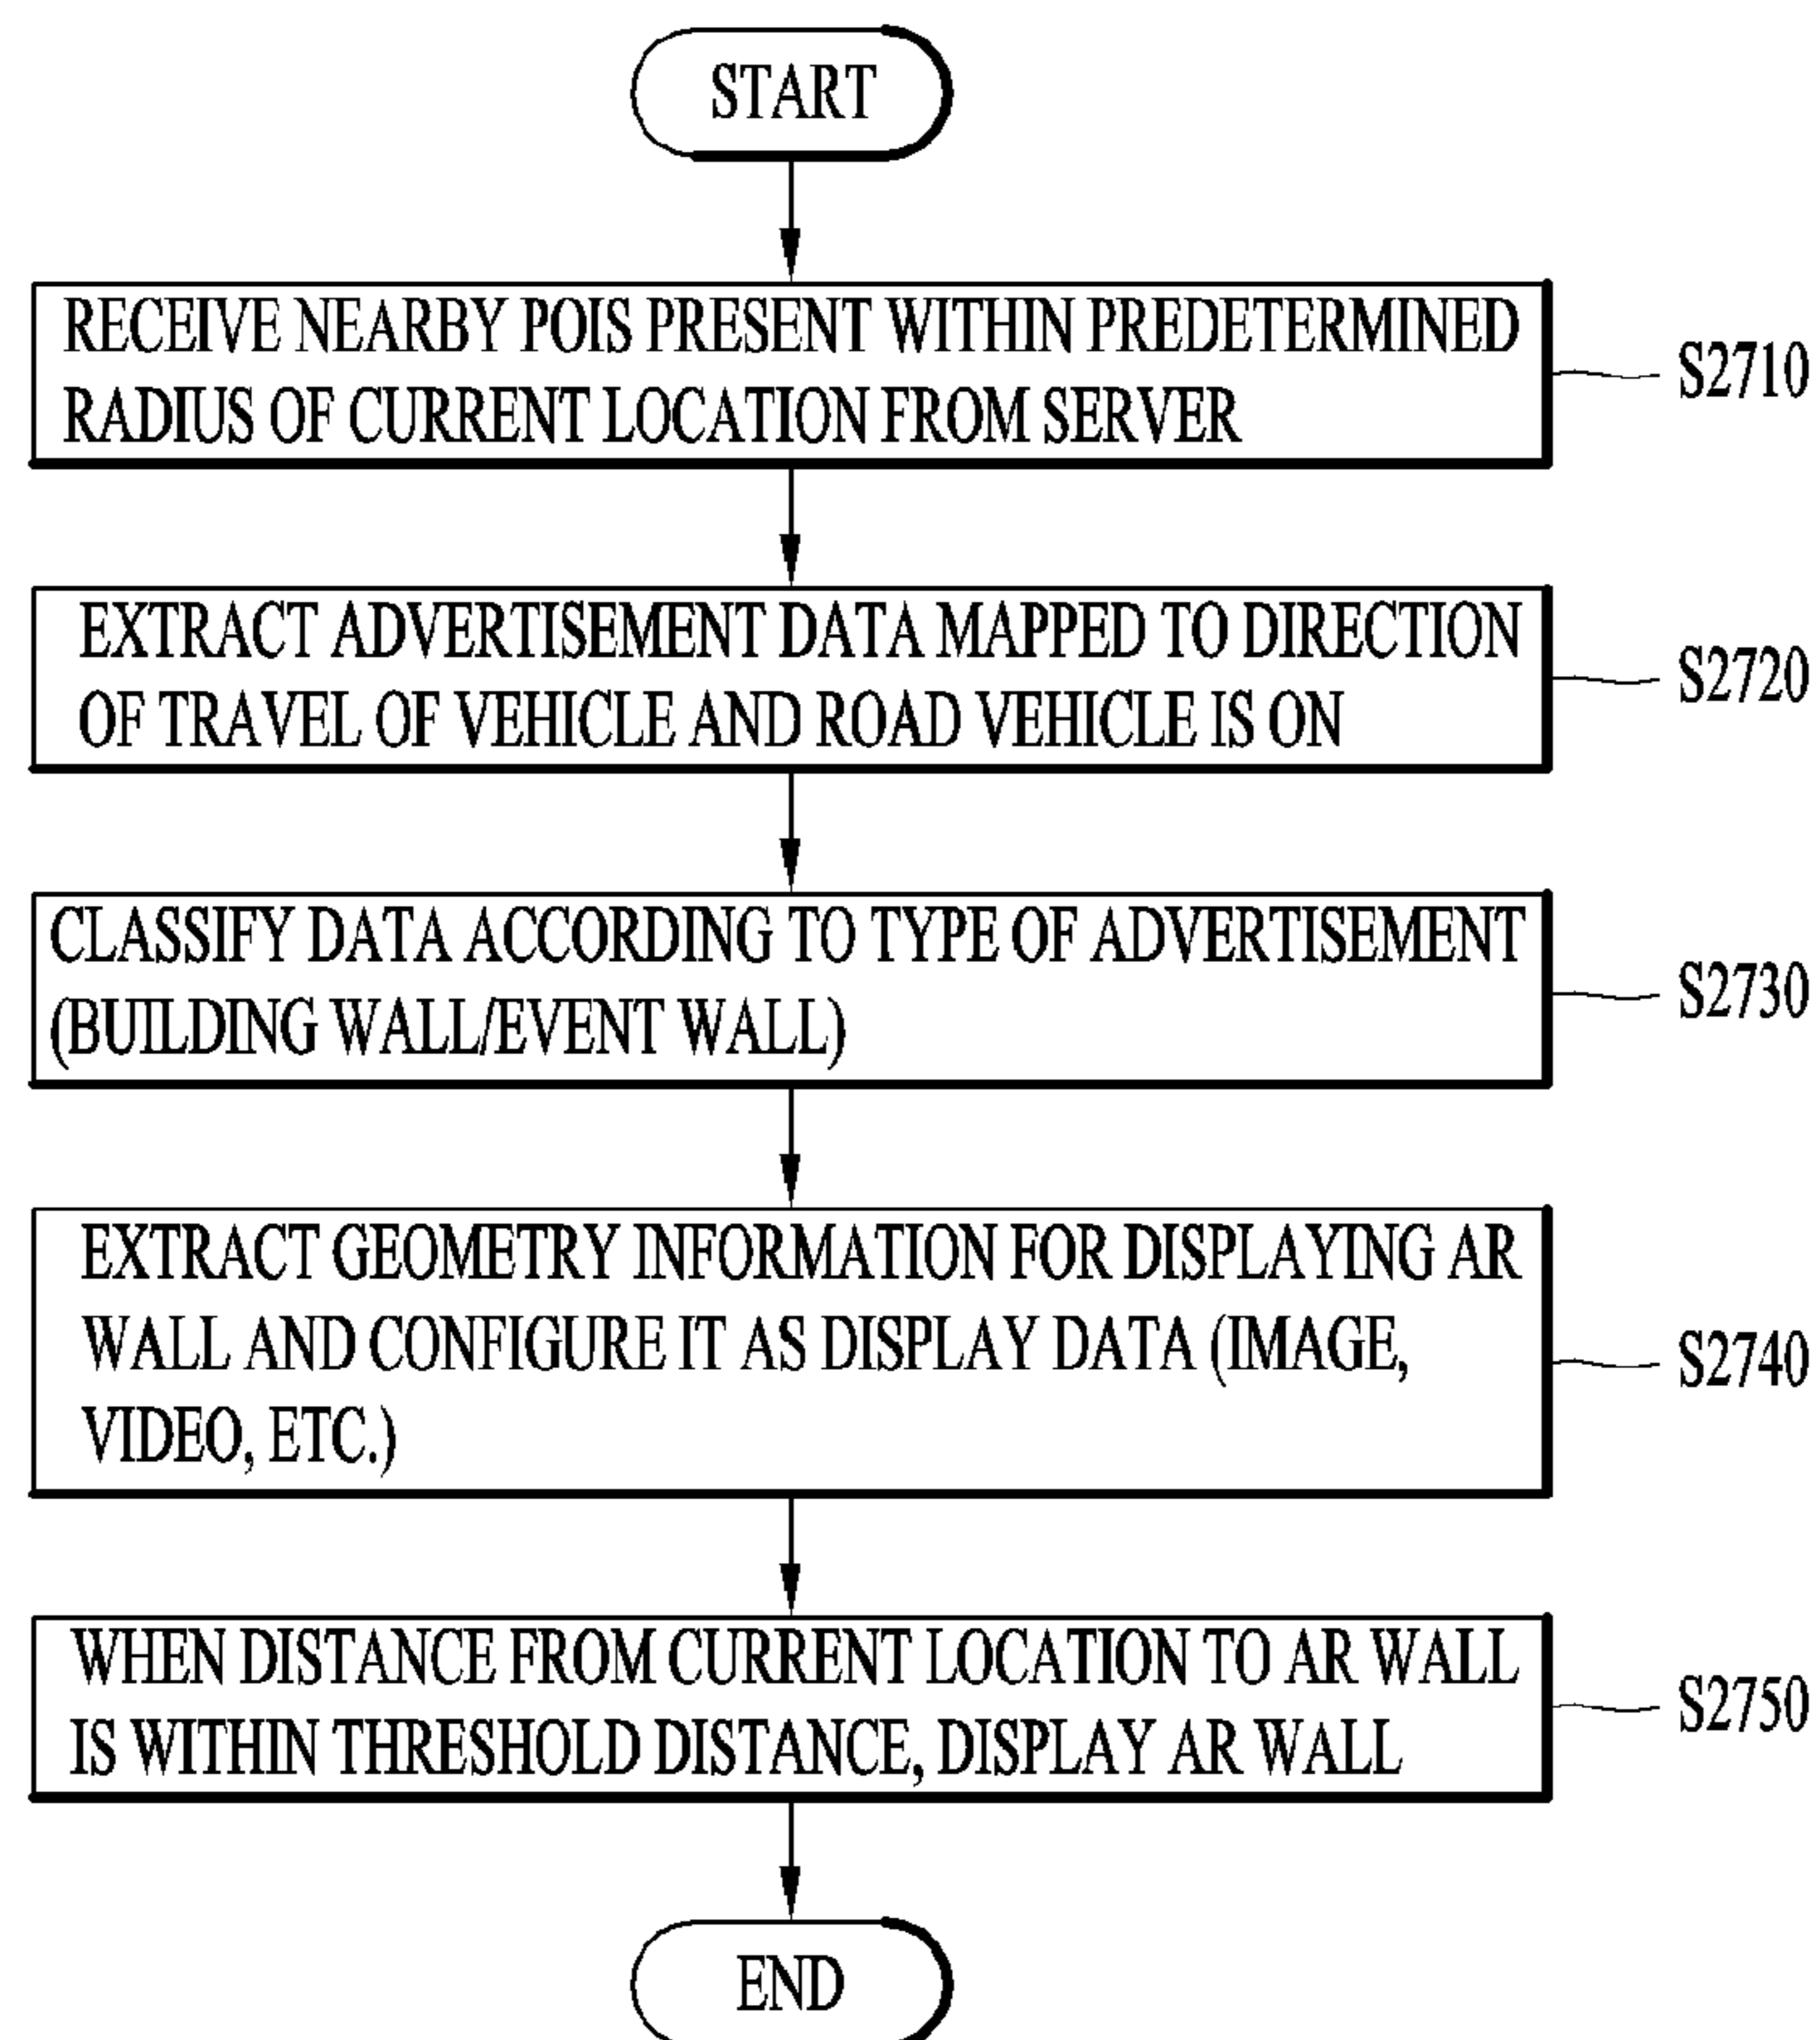 START
RECEIVE NEARBY POIS PRESENT WITHIN PREDETERMINED
RADIUS OF CURRENT LOCATION FROM SERVER
S2710
EXTRACT ADVERTISEMENT DATA MAPPED TO DIRECTION
OF TRAVEL OF VEHICLE AND ROAD VEHICLE IS ON
S2720
CLASSIFY DATA ACCORDING TO TYPE OF ADVERTISEMENT
(BUILDING WALL/EVENT WALL)
S2730
EXTRACT GEOMETRY INFORMATION FOR DISPLAYING AR
WALL AND CONFIGURE IT AS DISPLAY DATA (IMAGE,
VIDEO, ETC.)
S2740
WHEN DISTANCE FROM CURRENT LOCATION TO AR WALL
IS WITHIN THRESHOLD DISTANCE, DISPLAY AR WALL
S2750
END